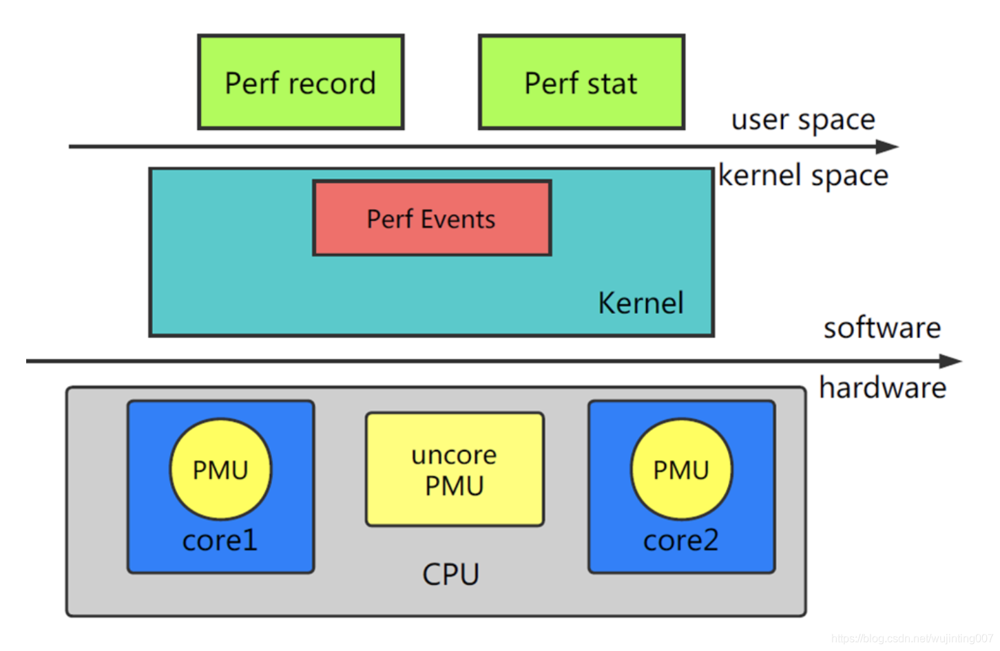 Perf record
Perf stat
user space
kernel space
Perf Events
Kernel
software
hardware
PMU
core1
uncore
PMU
PMU
core2
CPU
https://blog.csdn.net/wujinting007